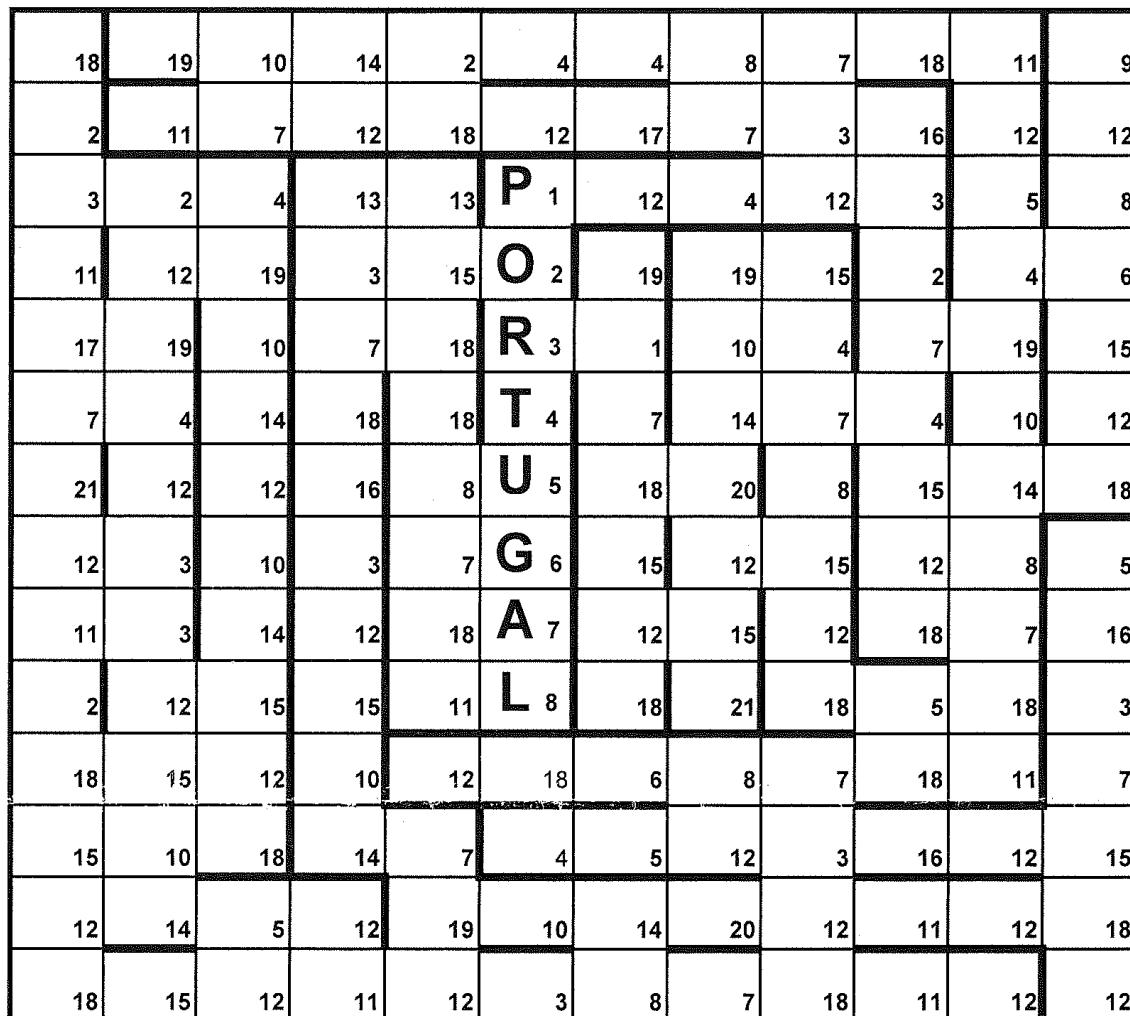 18 19 10 14 2 4 4 8 7 18 11 9
2 11 7 12 18 12 17 7 3 16 12 12
3 2 4 13 13 P 1 12 4 12 3 5 8
11 12 19 3 15 O 2 19 19 15 2 4 6
17 19 10 7 18 R 3 1 10 4 7 19 15
7 4 14 18 18 T 4 7 14 7 4 10 12
21 12 12 16 8 U 5 18 20 8 15 14 18
12 3 10 3 7 G 6 15 12 15 12 8 5
11 3 14 12 18 A 7 12 15 12 18 7 16
2 12 15 15 11 L 8 18 21 18 5 18 3
18 15 12 10 12 18 6 8 7 18 11 7
15 10 18 14 7 4 5 12 3 16 12 15
12 14 5 12 19 10 14 20 12 11 12 18
18 15 12 11 12 3 8 7 18 11 12 12